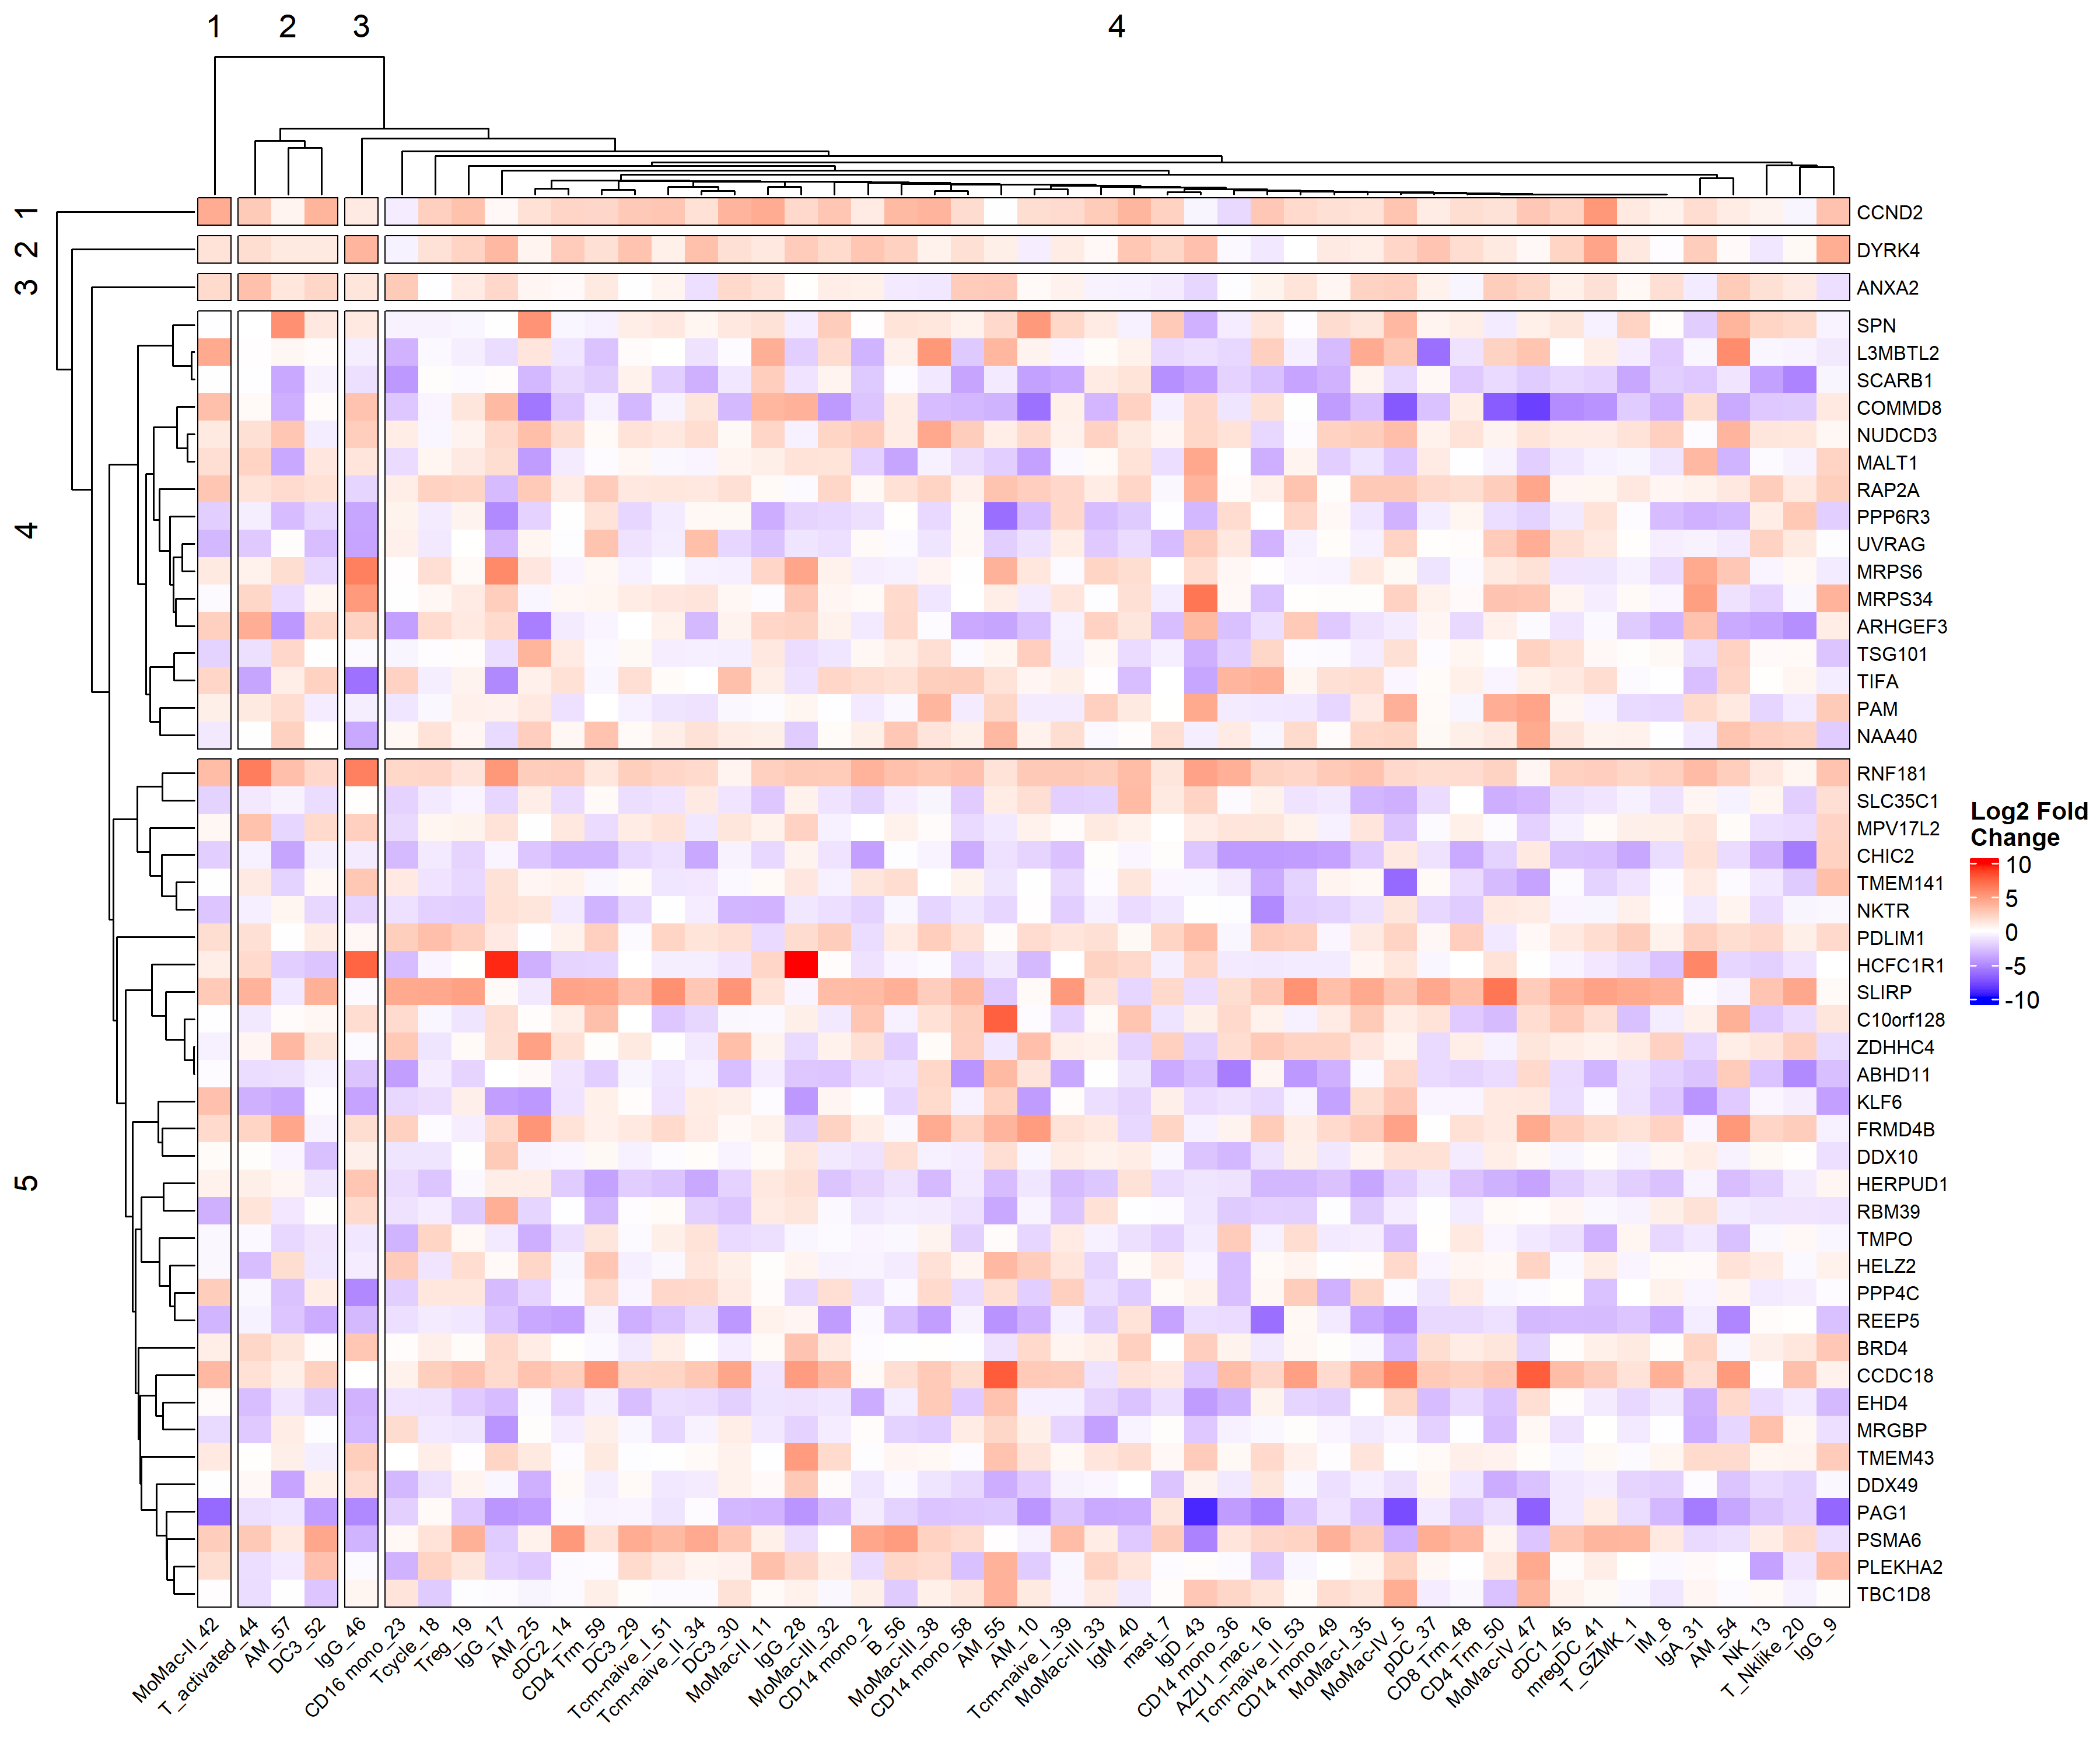 1 2 3 4
1
2
3
4
5
CCND2
DYRK4
ANXA2
SPN
L3MBTL2
SCARB1
COMMD8
NUDCD3
MALT1
RAP2A
PPP6R3
UVRAG
MRPS6
MRPS34
ARHGEF3
TSG101
TIFA
PAM
NAA40
RNF181
SLC35C1
MPV17L2
CHIC2
TMEM141
NKTR
PDLIM1
HCFC1R1
SLIRP
C10orf128
ZDHHC4
ABHD11
KLF6
FRMD4B
DDX10
HERPUD1
RBM39
TMPO
HELZ2
PPP4C
REEP5
BRD4
CCDC18
EHD4
MRGBP
TMEM43
DDX49
PAG1
PSMA6
PLEKHA2
TBC1D8
Log2 Fold
Change
10
5
0
-5
-10
MoMac-II_42
T_activated_44
AM_57
DC3_52
IgG_46
CD16 mono_23
Tcycle_18
Treg_19
IgG_17
AM_25
cDC2_14
CD4 Trm_59
DC3_29
Tcm-naive_I_51
Tcm-naive_II_34
DC3_30
MoMac-II_11
IgG_28
MoMac-III_32
CD14 mono_2
B_56
MoMac-III_38
CD14 mono_58
AM_55
AM_10
Tcm-naive_I_39
MoMac-III_33
IgM_40
mast_7
IgD_43
CD14 mono_36
AZU1_mac_16
Tcm-naive_II_53
CD14 mono_49
MoMac-I_35
MoMac-IV_5
pDC_37
CD8 Trm_48
CD4 Trm_50
MoMac-IV_47
cDC1_45
mregDC_41
T_GZMK_1
IM_8
IgA_31
AM_54
NK_13
T_Nklike_20
IgG_9